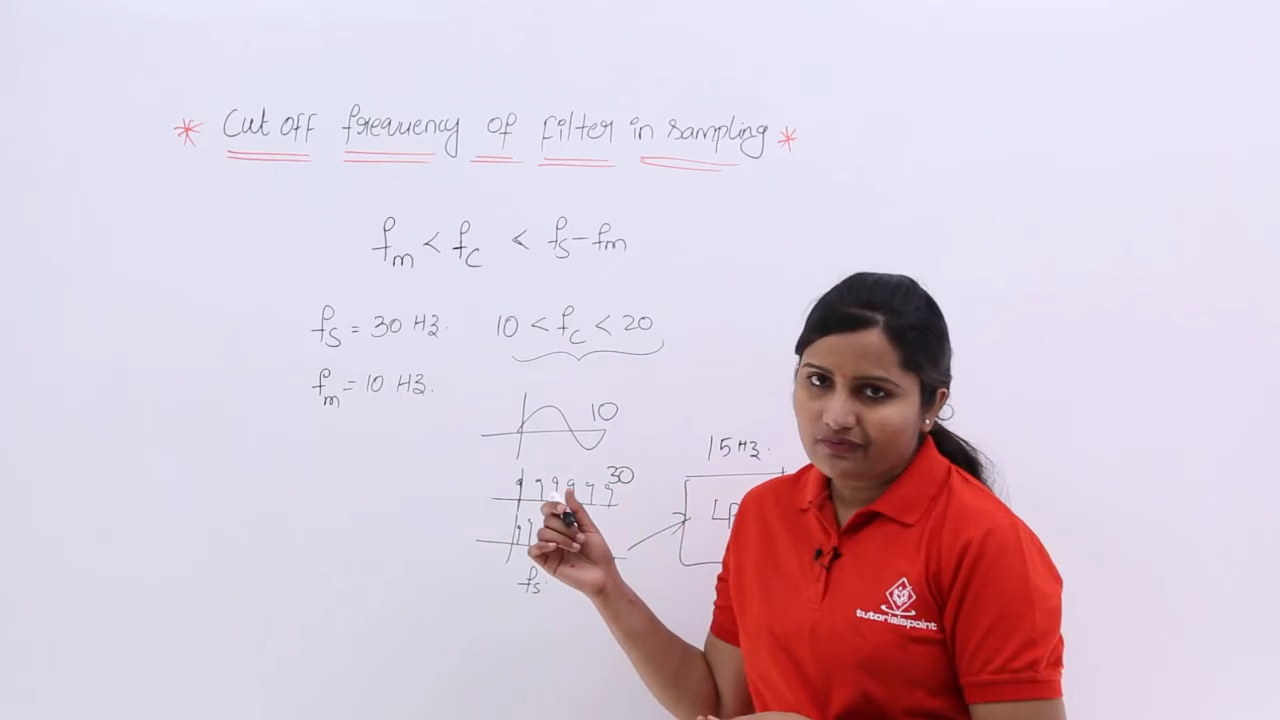 * Cut off frequency of filter in sampling *
fm < fc < fs - fm
fs = 30 Hz. 10 < fc < 20
fm = 10 Hz.
10
15 Hz.
30
fs.
tutorialspoint